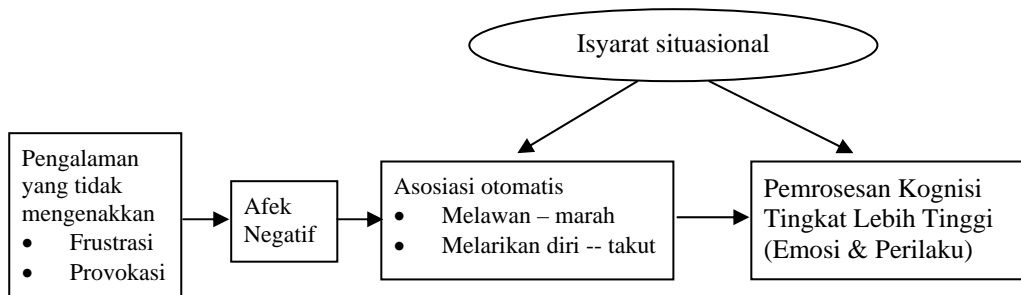 Isyarat situasional
Pengalaman
yang tidak
mengenakkan
• Frustrasi
• Provokasi
Afek
Negatif
Asosiasi otomatis
• Melawan – marah
• Melarikan diri -- takut
Pemrosesan Kognisi
Tingkat Lebih Tinggi
(Emosi & Perilaku)